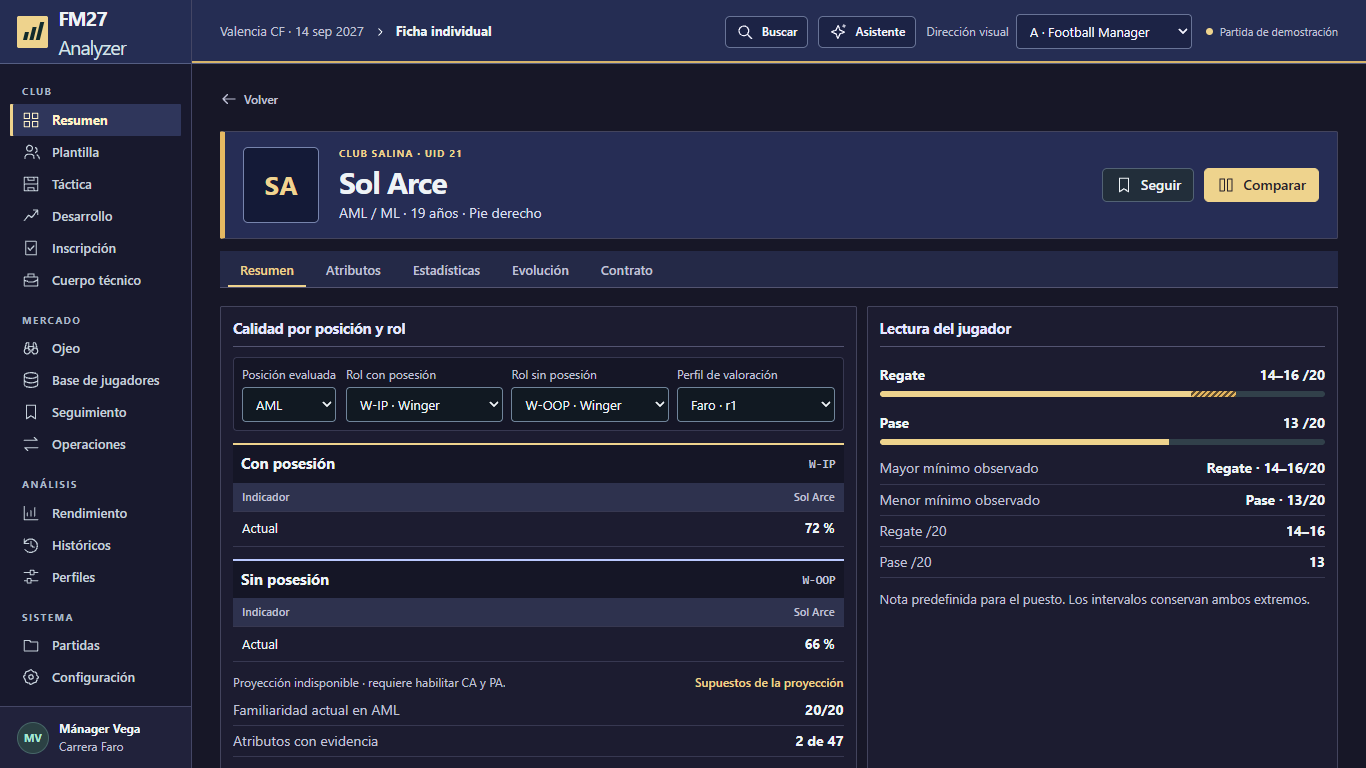 FM27
Analyzer
Valencia CF · 14 sep 2027 › Ficha individual
Buscar
Asistente
Dirección visual
A · Football Manager
Partida de demostración
CLUB
Resumen
Plantilla
Táctica
Desarrollo
Inscripción
Cuerpo técnico
MERCADO
Ojeo
Base de jugadores
Seguimiento
Operaciones
ANÁLISIS
Rendimiento
Históricos
Perfiles
SISTEMA
Partidas
Configuración
MV
Mánager Vega
Carrera Faro
Volver
SA
CLUB SALINA · UID 21
Sol Arce
AML / ML · 19 años · Pie derecho
Seguir
Comparar
Resumen
Atributos
Estadísticas
Evolución
Contrato
Calidad por posición y rol
Posición evaluada
AML
Rol con posesión
W-IP · Winger
Rol sin posesión
W-OOP · Winger
Perfil de valoración
Faro · r1
Con posesión W-IP
Indicador Sol Arce
Actual 72 %
Sin posesión W-OOP
Indicador Sol Arce
Actual 66 %
Proyección indisponible · requiere habilitar CA y PA. Supuestos de la proyección
Familiaridad actual en AML 20/20
Atributos con evidencia 2 de 47
Lectura del jugador
Regate 14–16 /20
Pase 13 /20
Mayor mínimo observado Regate · 14–16/20
Menor mínimo observado Pase · 13/20
Regate /20 14–16
Pase /20 13
Nota predefinida para el puesto. Los intervalos conservan ambos extremos.